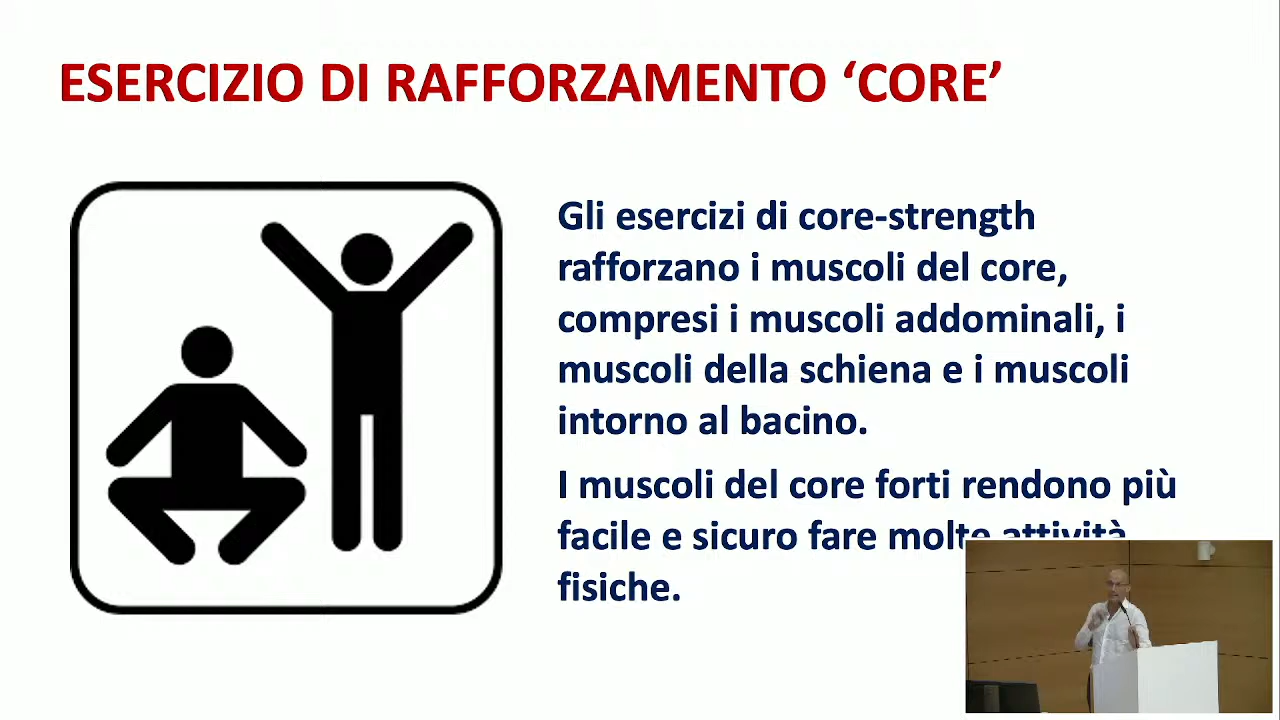 ESERCIZIO DI RAFFORZAMENTO ‘CORE’
Gli esercizi di core-strength
rafforzano i muscoli del core,
compresi i muscoli addominali, i
muscoli della schiena e i muscoli
intorno al bacino.
I muscoli del core forti rendono più
facile e sicuro fare molte attività
fisiche.